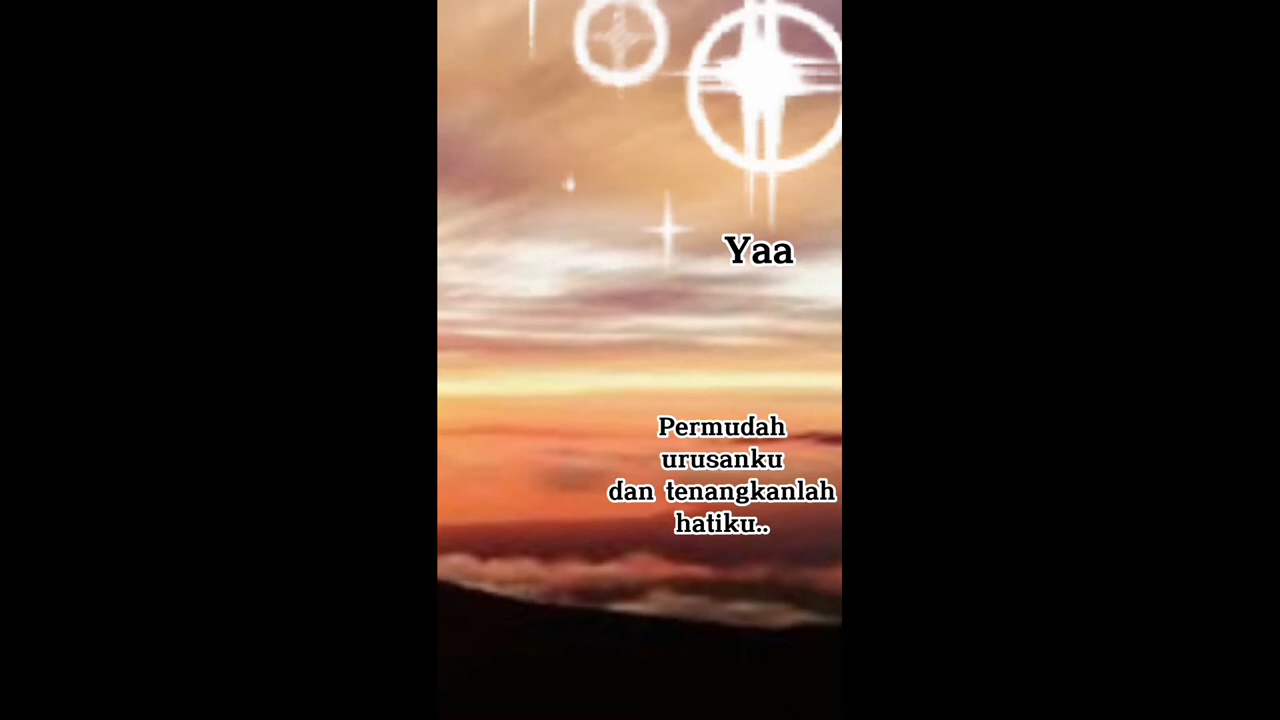 Yaa
Permudah
urusanku
dan tenangkanlah
hatiku..